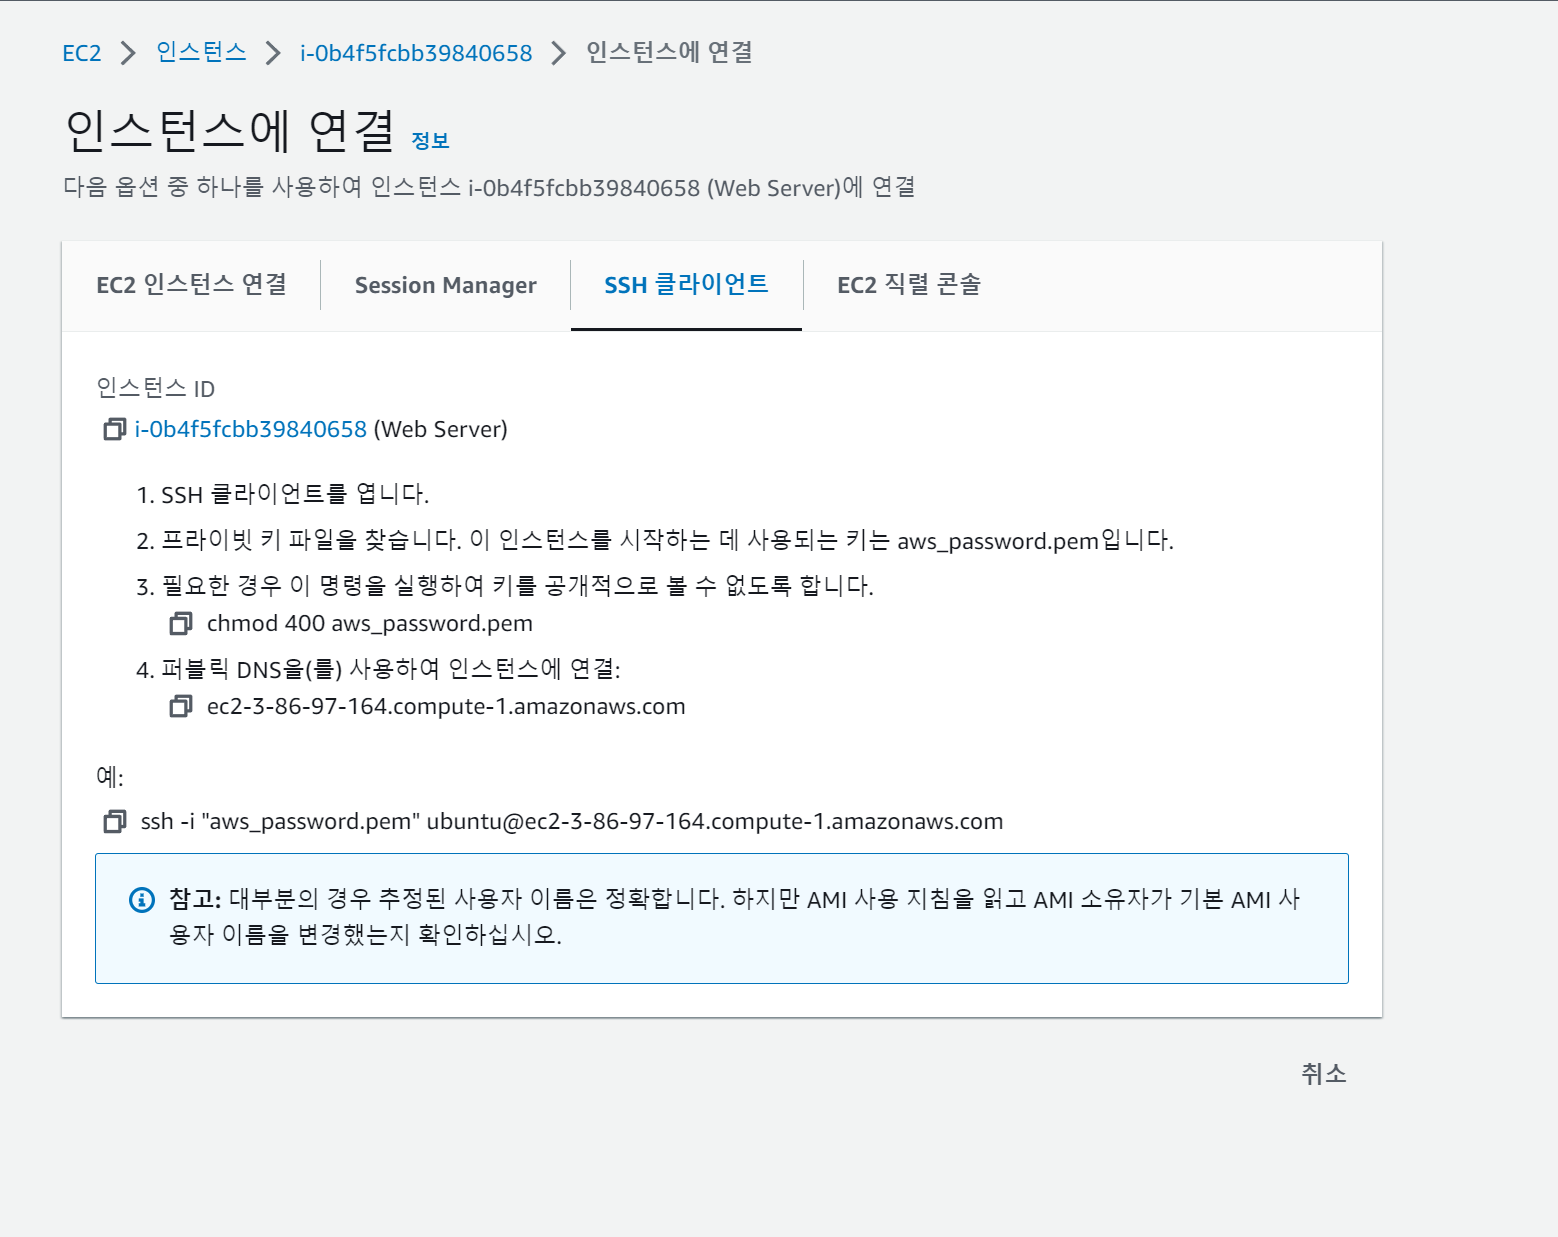 EC2 > 인스턴스 > i-0b4f5fcbb39840658 > 인스턴스에 연결
인스턴스에 연결 정보
다음 옵션 중 하나를 사용하여 인스턴스 i-0b4f5fcbb39840658 (Web Server)에 연결
EC2 인스턴스 연결 Session Manager SSH 클라이언트 EC2 직렬 콘솔
인스턴스 ID
i-0b4f5fcbb39840658 (Web Server)
1. SSH 클라이언트를 엽니다.
2. 프라이빗 키 파일을 찾습니다. 이 인스턴스를 시작하는 데 사용되는 키는 aws_password.pem입니다.
3. 필요한 경우 이 명령을 실행하여 키를 공개적으로 볼 수 없도록 합니다.
chmod 400 aws_password.pem
4. 퍼블릭 DNS을(를) 사용하여 인스턴스에 연결:
ec2-3-86-97-164.compute-1.amazonaws.com
예:
ssh -i "aws_password.pem" ubuntu@ec2-3-86-97-164.compute-1.amazonaws.com
참고: 대부분의 경우 추정된 사용자 이름은 정확합니다. 하지만 AMI 사용 지침을 읽고 AMI 소유자가 기본 AMI 사
용자 이름을 변경했는지 확인하십시오.
취소